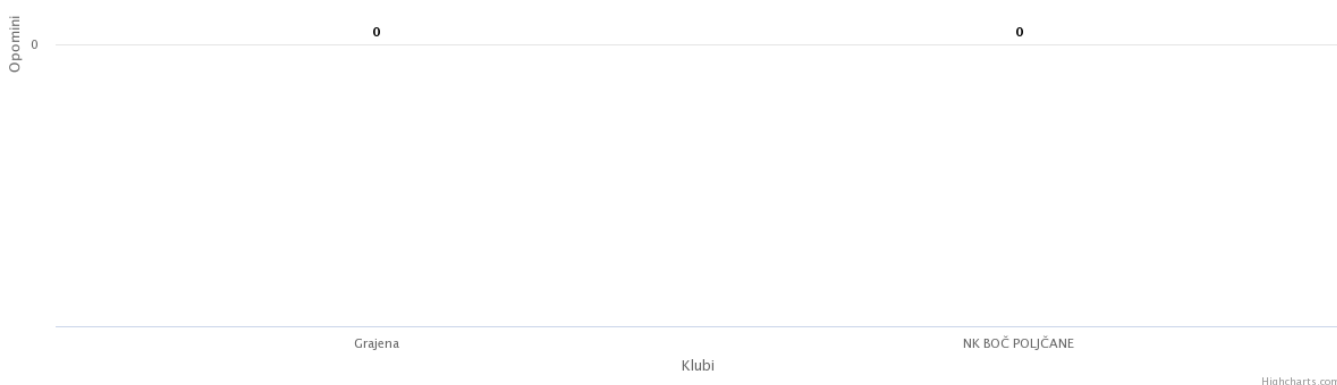 Opomini
0
0 0
Grajena NK BOČ POLJČANE
Klubi
Highcharts.com